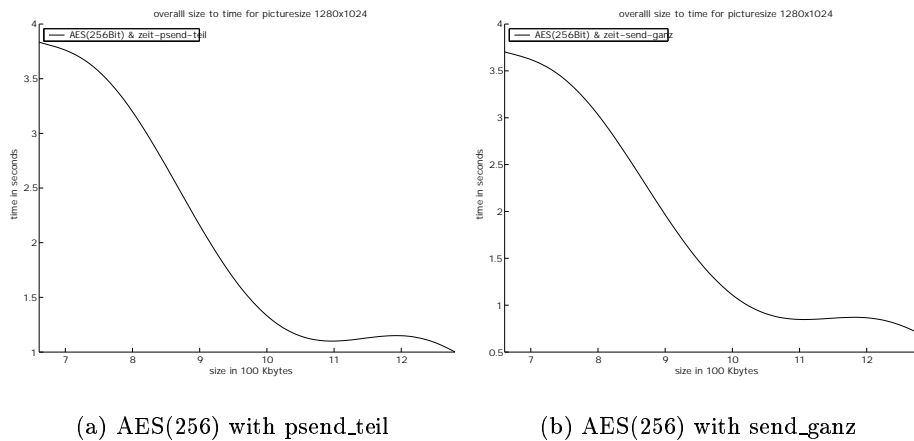 overalll size to time for picturesize 1280x1024
AES(256Bit) & zeit-psend-teil
4
3.5
3
2.5
2
1.5
1
time in seconds
7 8 9 10 11 12
size in 100 Kbytes
(a) AES(256) with psend_teil
overalll size to time for picturesize 1280x1024
AES(256Bit) & zeit-send-ganz
4
3.5
3
2.5
2
1.5
1
0.5
time in seconds
7 8 9 10 11 12
size in 100 Kbytes
(b) AES(256) with send_ganz